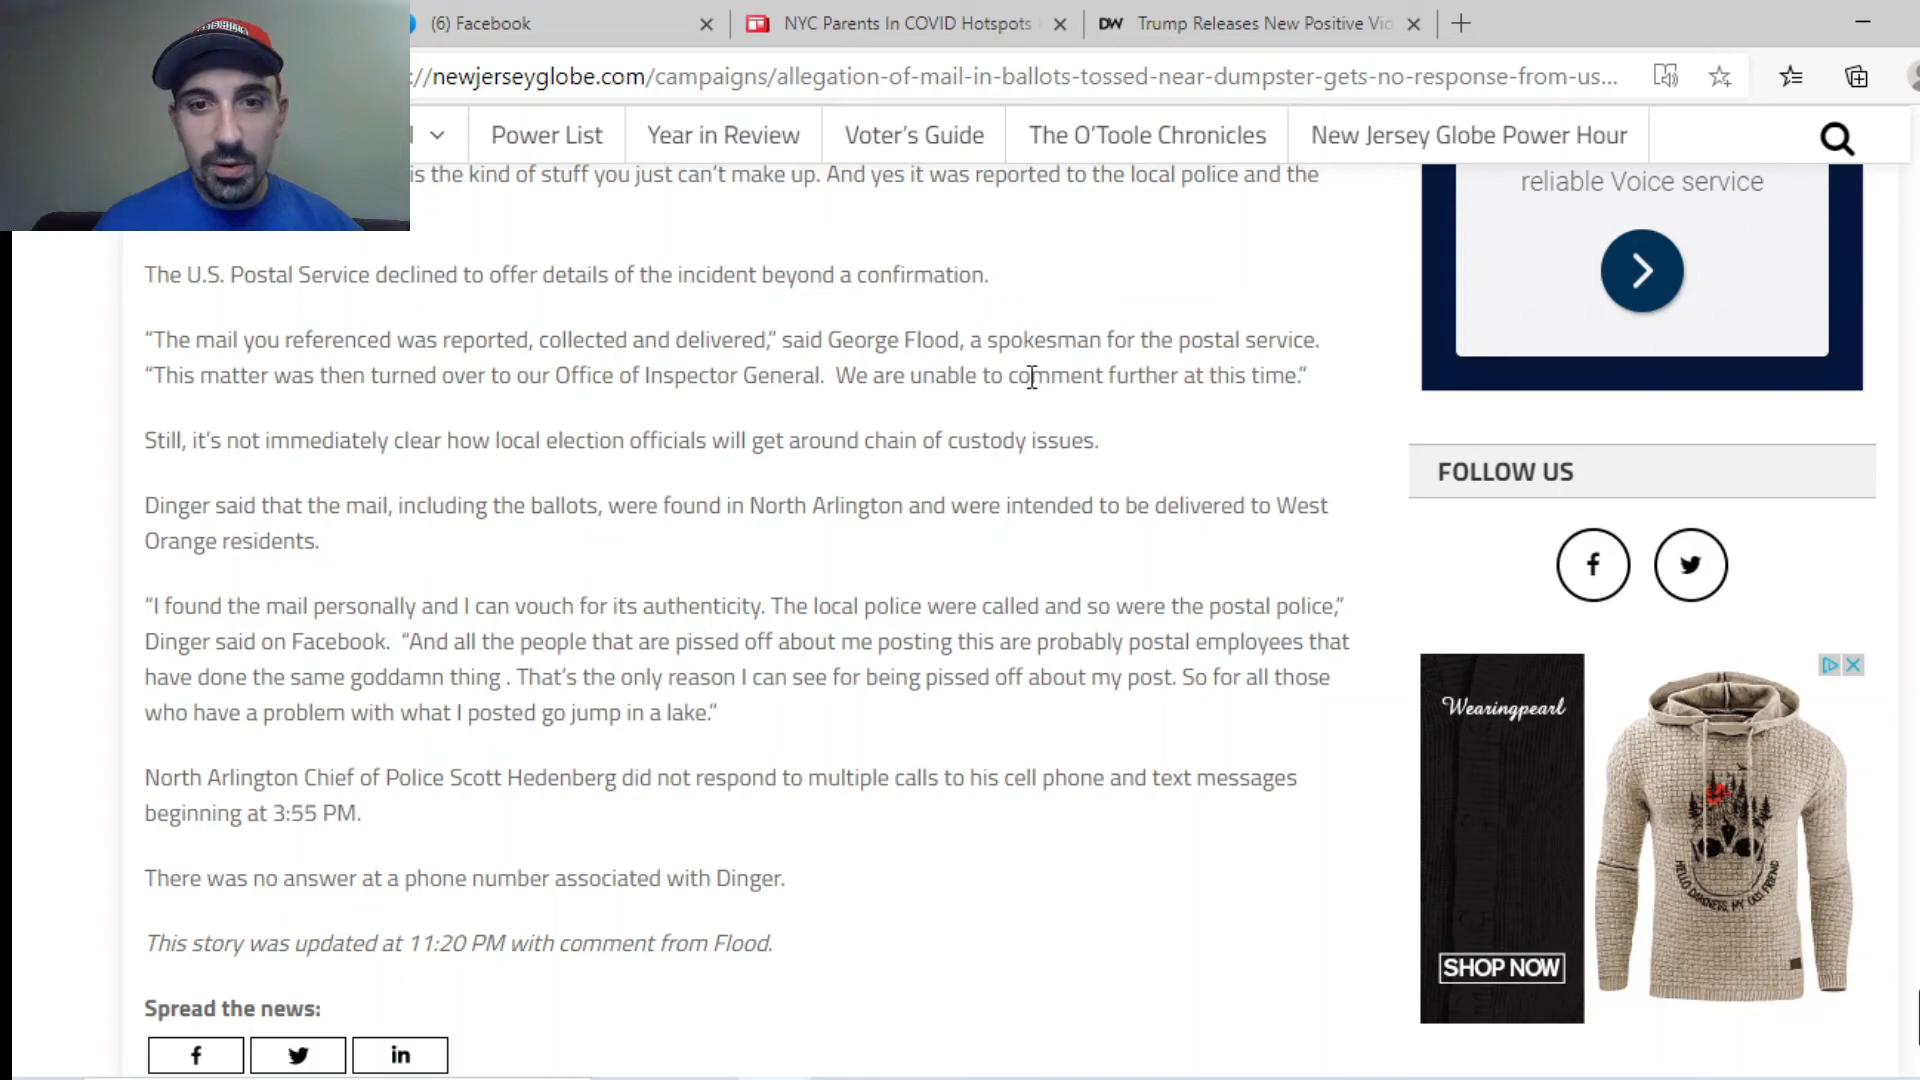 (6) Facebook
NYC Parents In COVID Hotspots
DW Trump Releases New Positive Vid
://newjerseyglobe.com/campaigns/allegation-of-mail-in-ballots-tossed-near-dumpster-gets-no-response-from-us...
Power List
Year in Review
Voter's Guide
The O'Toole Chronicles
New Jersey Globe Power Hour
is the kind of stuff you just can't make up. And yes it was reported to the local police and the
The U.S. Postal Service declined to offer details of the incident beyond a confirmation.
“The mail you referenced was reported, collected and delivered,” said George Flood, a spokesman for the postal service.
“This matter was then turned over to our Office of Inspector General.  We are unable to comment further at this time.”
Still, it's not immediately clear how local election officials will get around chain of custody issues.
Dinger said that the mail, including the ballots, were found in North Arlington and were intended to be delivered to West
Orange residents.
“I found the mail personally and I can vouch for its authenticity. The local police were called and so were the postal police,”
Dinger said on Facebook.  “And all the people that are pissed off about me posting this are probably postal employees that
have done the same goddamn thing . That's the only reason I can see for being pissed off about my post. So for all those
who have a problem with what I posted go jump in a lake.”
North Arlington Chief of Police Scott Hedenberg did not respond to multiple calls to his cell phone and text messages
beginning at 3:55 PM.
There was no answer at a phone number associated with Dinger.
This story was updated at 11:20 PM with comment from Flood.
Spread the news:
reliable Voice service
FOLLOW US
Wearingpearl
SHOP NOW
HELLO DARKNESS, MY OLD FRIEND